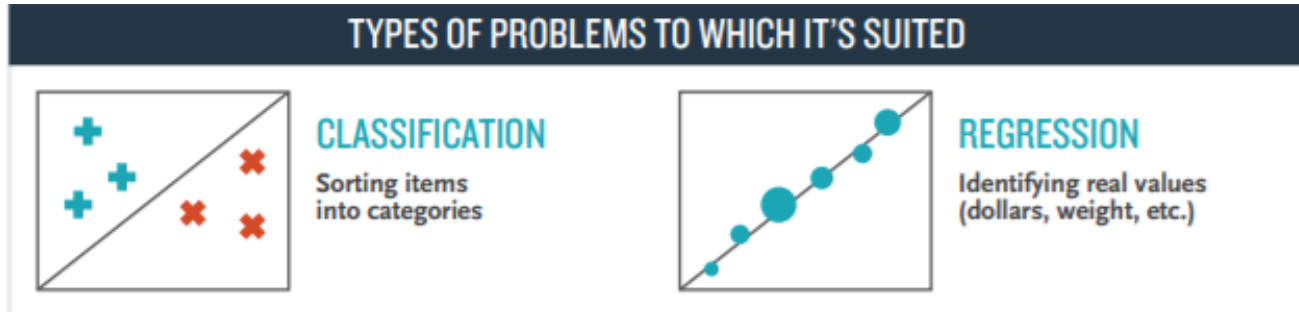 TYPES OF PROBLEMS TO WHICH IT'S SUITED
CLASSIFICATION
Sorting items
into categories
REGRESSION
Identifying real values
(dollars, weight, etc.)